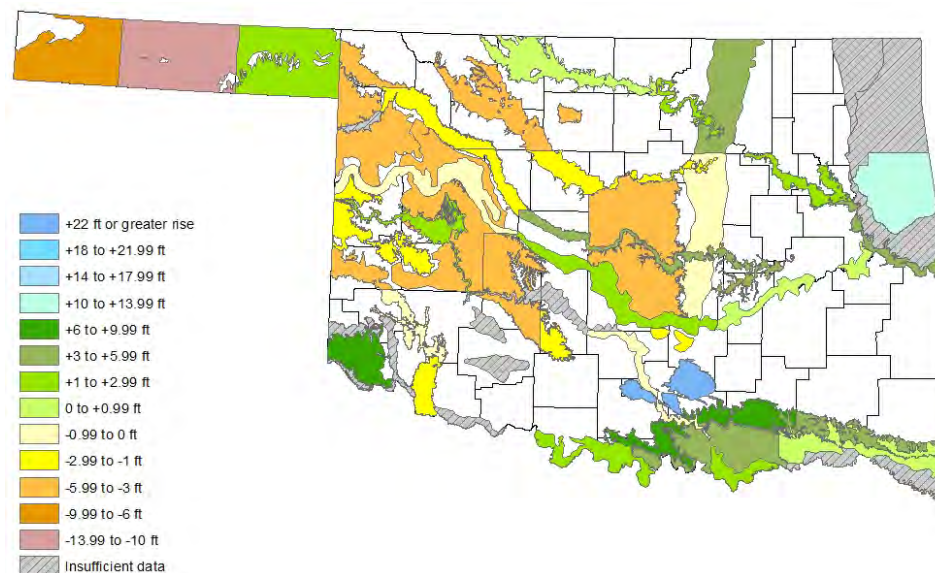 +22 ft or greater rise
+18 to +21.99 ft
+14 to +17.99 ft
+10 to +13.99 ft
+6 to +9.99 ft
+3 to +5.99 ft
+1 to +2.99 ft
0 to +0.99 ft
-0.99 to 0 ft
-2.99 to -1 ft
-5.99 to -3 ft
-9.99 to -6 ft
-13.99 to -10 ft
Insufficient data